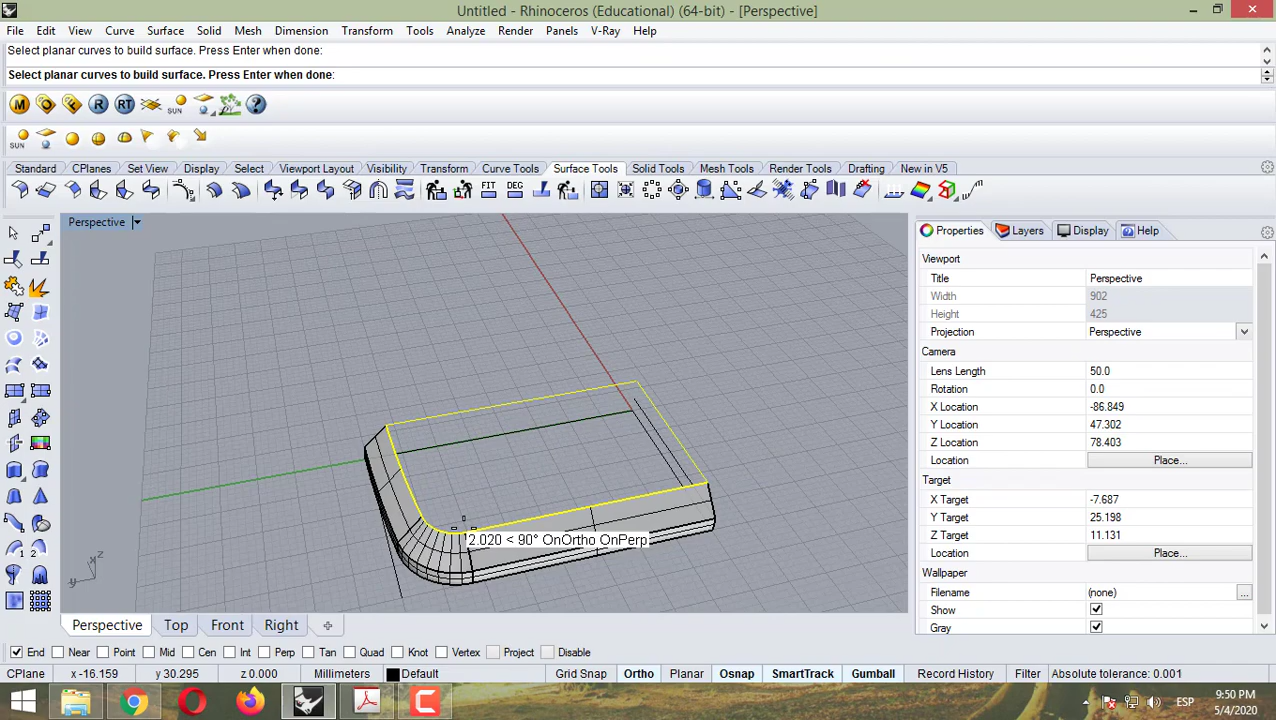 Untitled - Rhinoceros (Educational) (64-bit) - [Perspective]
File Edit View Curve Surface Solid Mesh Dimension Transform Tools Analyze Render Panels V-Ray Help
Select planar curves to build surface. Press Enter when done:
Select planar curves to build surface. Press Enter when done:
M O R RT SUN ?
SUN
Standard CPlanes Set View Display Select Viewport Layout Visibility Transform Curve Tools Surface Tools Solid Tools Mesh Tools Render Tools Drafting New in V5
FIT DEG
Perspective
Properties Layers Display Help
Viewport
Title Perspective
Width 902
Height 425
Projection Perspective
Camera
Lens Length 50.0
Rotation 0.0
X Location -86.849
Y Location 47.302
Z Location 78.403
Location Place...
Target
X Target -7.687
Y Target 25.198
Z Target 11.131
Location Place...
Wallpaper
Filename (none) ...
Show
Gray
2.020 < 90° OnOrtho OnPerp
z
x
y
1 2
Perspective Top Front Right
End Near Point Mid Cen Int Perp Tan Quad Knot Vertex Project Disable
CPlane x -16.159 y 30.295 z 0.000 Millimeters Default Grid Snap Ortho Planar Osnap SmartTrack Gumball Record History Filter Absolute tolerance: 0.001
ESP
9:50 PM
5/4/2020